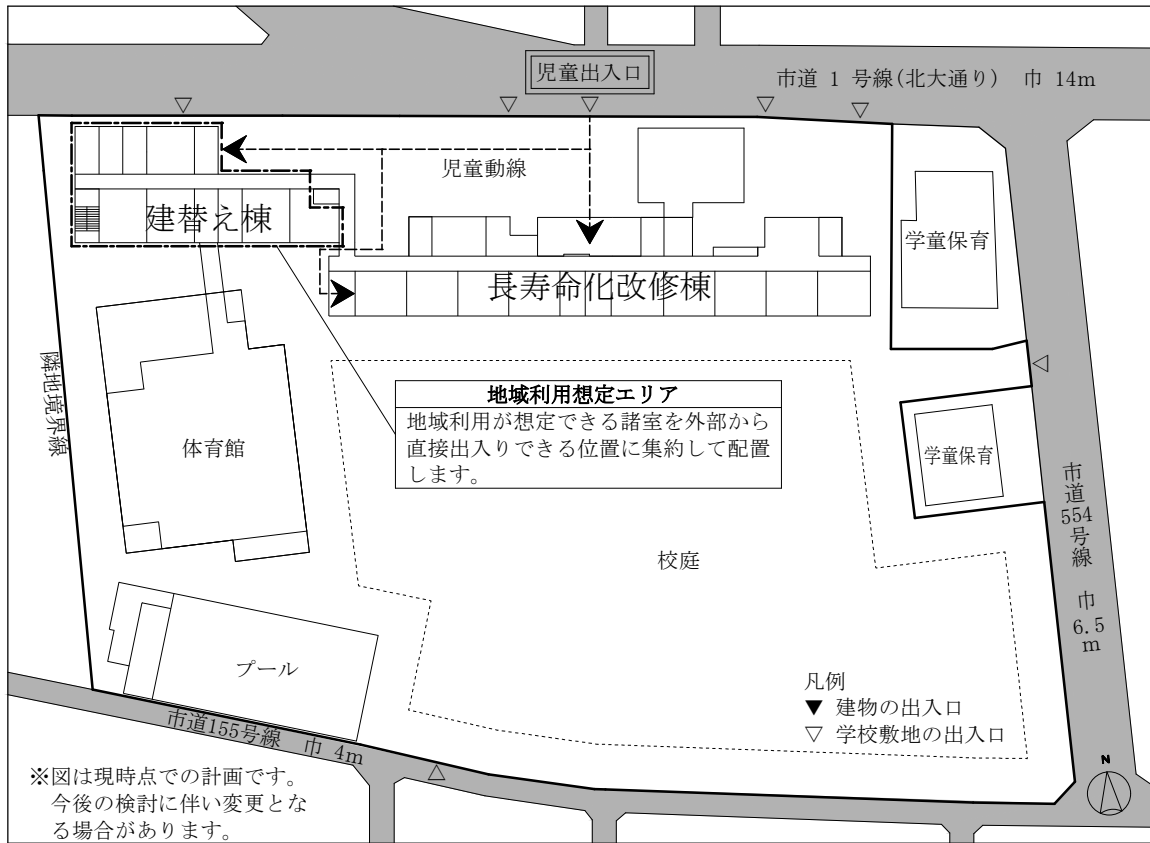 児童出入口
市道 1 号線(北大通り) 巾 14m
児童動線
建替え棟
学童保育
長寿命化改修棟
隣地境界線
地域利用想定エリア
地域利用が想定できる諸室を外部から
直接出入りできる位置に集約して配置
します。
体育館
学童保育
市道554号線 巾6.5m
校庭
プール
凡例
▼ 建物の出入口
▽ 学校敷地の出入口
市道155号線 巾 4m
N
※図は現時点での計画です。
今後の検討に伴い変更とな
る場合があります。